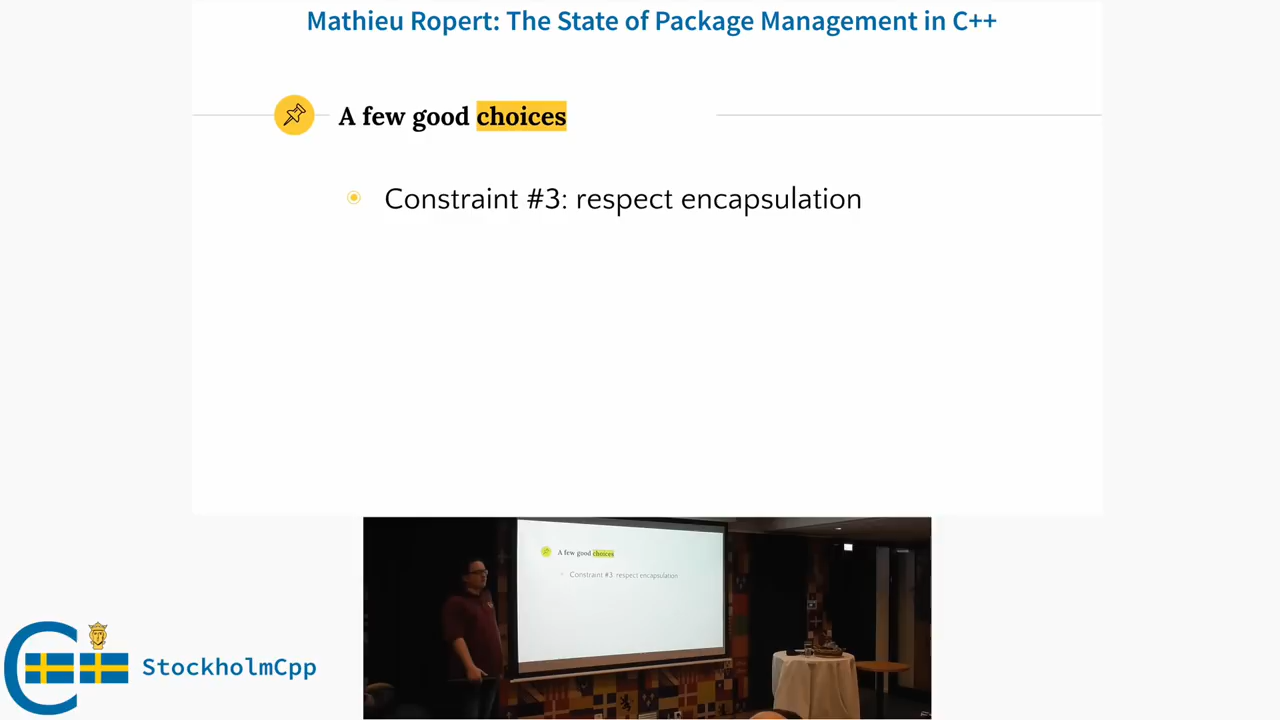 Mathieu Ropert: The State of Package Management in C++
A few good choices
Constraint #3: respect encapsulation
A few good choices
Constraint #3: respect encapsulation
StockholmCpp